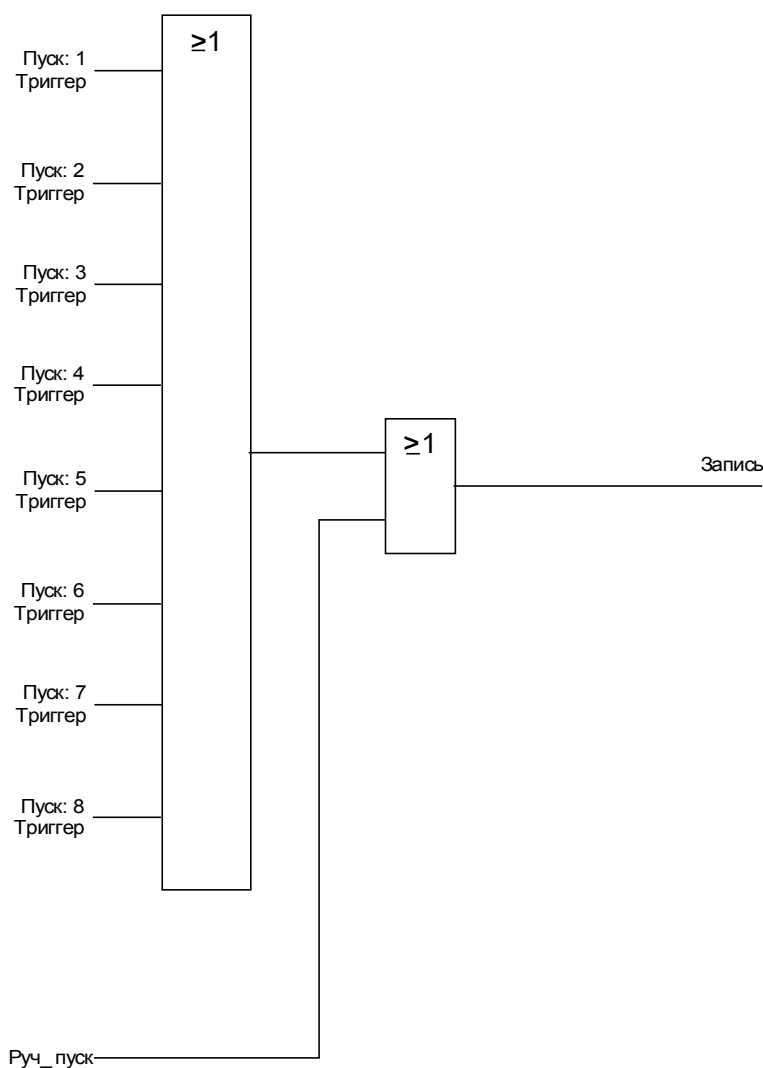 ≥1
Пуск: 1
Триггер
Пуск: 2
Триггер
Пуск: 3
Триггер
Пуск: 4
Триггер
≥1
Запись
Пуск: 5
Триггер
Пуск: 6
Триггер
Пуск: 7
Триггер
Пуск: 8
Триггер
Руч_ пуск